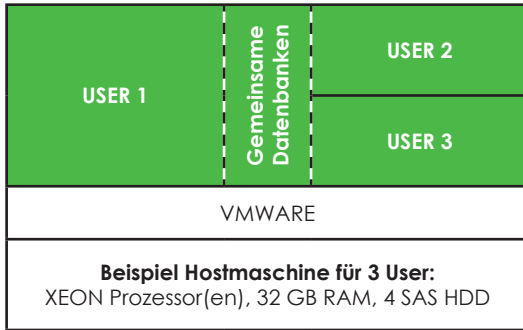 USER 1
Gemeinsame
Datenbanken
USER 2
USER 3
VMWARE
Beispiel Hostmaschine für 3 User:
XEON Prozessor(en), 32 GB RAM, 4 SAS HDD